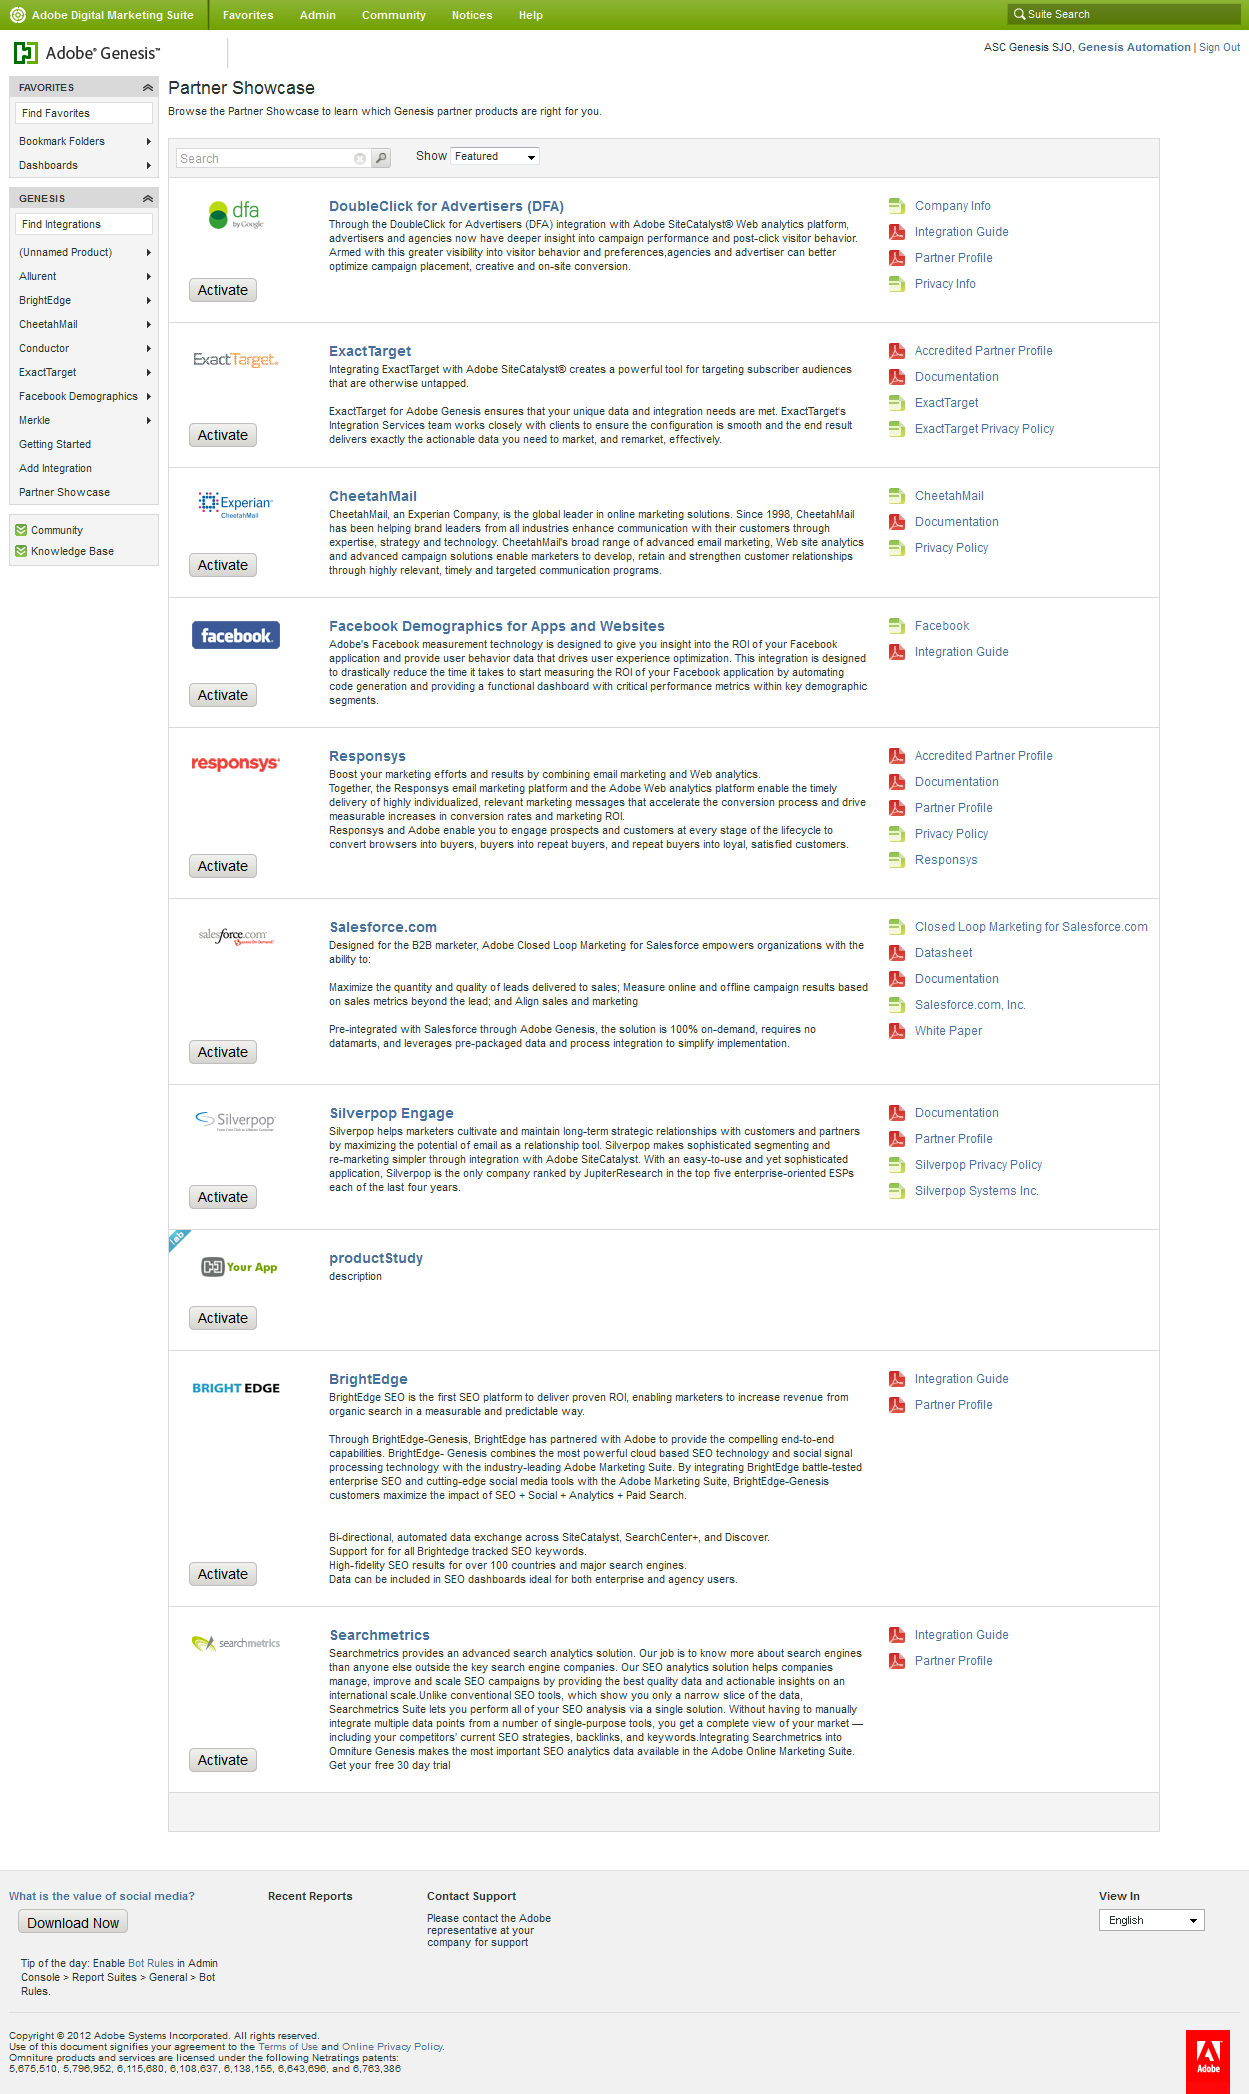 Adobe Digital Marketing Suite Favorites Admin Community Notices Help Suite Search
Adobe® Genesis™
ASC Genesis SJO, Genesis Automation | Sign Out
FAVORITES
Find Favorites
Bookmark Folders
Dashboards
GENESIS
Find Integrations
(Unnamed Product)
Allurent
BrightEdge
CheetahMail
Conductor
ExactTarget
Facebook Demographics
Merkle
Getting Started
Add Integration
Partner Showcase
Community
Knowledge Base
Partner Showcase
Browse the Partner Showcase to learn which Genesis partner products are right for you.
Search Show Featured
dfa
by Google
Activate
DoubleClick for Advertisers (DFA)
Through the DoubleClick for Advertisers (DFA) integration with Adobe SiteCatalyst® Web analytics platform,
advertisers and agencies now have deeper insight into campaign performance and post-click visitor behavior.
Armed with this greater visibility into visitor behavior and preferences,agencies and advertiser can better
optimize campaign placement, creative and on-site conversion.
Company Info
Integration Guide
Partner Profile
Privacy Info
ExactTarget.
Activate
ExactTarget
Integrating ExactTarget with Adobe SiteCatalyst® creates a powerful tool for targeting subscriber audiences
that are otherwise untapped.
ExactTarget for Adobe Genesis ensures that your unique data and integration needs are met. ExactTarget's
Integration Services team works closely with clients to ensure the configuration is smooth and the end result
delivers exactly the actionable data you need to market, and remarket, effectively.
Accredited Partner Profile
Documentation
ExactTarget
ExactTarget Privacy Policy
Experian™
CheetahMail
Activate
CheetahMail
CheetahMail, an Experian Company, is the global leader in online marketing solutions. Since 1998, CheetahMail
has been helping brand leaders from all industries enhance communication with their customers through
expertise, strategy and technology. CheetahMail's broad range of advanced email marketing, Web site analytics
and advanced campaign solutions enable marketers to develop, retain and strengthen customer relationships
through highly relevant, timely and targeted communication programs.
CheetahMail
Documentation
Privacy Policy
facebook.
Activate
Facebook Demographics for Apps and Websites
Adobe's Facebook measurement technology is designed to give you insight into the ROI of your Facebook
application and provide user behavior data that drives user experience optimization. This integration is designed
to drastically reduce the time it takes to start measuring the ROI of your Facebook application by automating
code generation and providing a functional dashboard with critical performance metrics within key demographic
segments.
Facebook
Integration Guide
responsys®
Activate
Responsys
Boost your marketing efforts and results by combining email marketing and Web analytics.
Together, the Responsys email marketing platform and the Adobe Web analytics platform enable the timely
delivery of highly individualized, relevant marketing messages that accelerate the conversion process and drive
measurable increases in conversion rates and marketing ROI.
Responsys and Adobe enable you to engage prospects and customers at every stage of the lifecycle to
convert browsers into buyers, buyers into repeat buyers, and repeat buyers into loyal, satisfied customers.
Accredited Partner Profile
Documentation
Partner Profile
Privacy Policy
Responsys
salesforce.com
Success On Demand
Activate
Salesforce.com
Designed for the B2B marketer, Adobe Closed Loop Marketing for Salesforce empowers organizations with the
ability to:
Maximize the quantity and quality of leads delivered to sales; Measure online and offline campaign results based
on sales metrics beyond the lead; and Align sales and marketing
Pre-integrated with Salesforce through Adobe Genesis, the solution is 100% on-demand, requires no
datamarts, and leverages pre-packaged data and process integration to simplify implementation.
Closed Loop Marketing for Salesforce.com
Datasheet
Documentation
Salesforce.com, Inc.
White Paper
Silverpop
Activate
Silverpop Engage
Silverpop helps marketers cultivate and maintain long-term strategic relationships with customers and partners
by maximizing the potential of email as a relationship tool. Silverpop makes sophisticated segmenting and
re-marketing simpler through integration with Adobe SiteCatalyst. With an easy-to-use and yet sophisticated
application, Silverpop is the only company ranked by JupiterResearch in the top five enterprise-oriented ESPs
each of the last four years.
Documentation
Partner Profile
Silverpop Privacy Policy
Silverpop Systems Inc.
lab
Your App
Activate
productStudy
description
BRIGHT EDGE
Activate
BrightEdge
BrightEdge SEO is the first SEO platform to deliver proven ROI, enabling marketers to increase revenue from
organic search in a measurable and predictable way.
Through BrightEdge-Genesis, BrightEdge has partnered with Adobe to provide the compelling end-to-end
capabilities. BrightEdge- Genesis combines the most powerful cloud based SEO technology and social signal
processing technology with the industry-leading Adobe Marketing Suite. By integrating BrightEdge battle-tested
enterprise SEO and cutting-edge social media tools with the Adobe Marketing Suite, BrightEdge-Genesis
customers maximize the impact of SEO + Social + Analytics + Paid Search.
Bi-directional, automated data exchange across SiteCatalyst, SearchCenter+, and Discover.
Support for for all Brightedge tracked SEO keywords.
High-fidelity SEO results for over 100 countries and major search engines.
Data can be included in SEO dashboards ideal for both enterprise and agency users.
Integration Guide
Partner Profile
searchmetrics
Activate
Searchmetrics
Searchmetrics provides an advanced search analytics solution. Our job is to know more about search engines
than anyone else outside the key search engine companies. Our SEO analytics solution helps companies
manage, improve and scale SEO campaigns by providing the best quality data and actionable insights on an
international scale.Unlike conventional SEO tools, which show you only a narrow slice of the data,
Searchmetrics Suite lets you perform all of your SEO analysis via a single solution. Without having to manually
integrate multiple data points from a number of single-purpose tools, you get a complete view of your market —
including your competitors' current SEO strategies, backlinks, and keywords.Integrating Searchmetrics into
Omniture Genesis makes the most important SEO analytics data available in the Adobe Online Marketing Suite.
Get your free 30 day trial
Integration Guide
Partner Profile
What is the value of social media?
Download Now
Tip of the day: Enable Bot Rules in Admin
Console > Report Suites > General > Bot
Rules.
Recent Reports
Contact Support
Please contact the Adobe
representative at your
company for support
View In
English
Copyright © 2012 Adobe Systems Incorporated. All rights reserved.
Use of this document signifies your agreement to the Terms of Use and Online Privacy Policy.
Omniture products and services are licensed under the following Netratings patents:
5,675,510, 5,796,952, 6,115,680, 6,108,637, 6,138,155, 6,643,696, and 6,763,386
Adobe